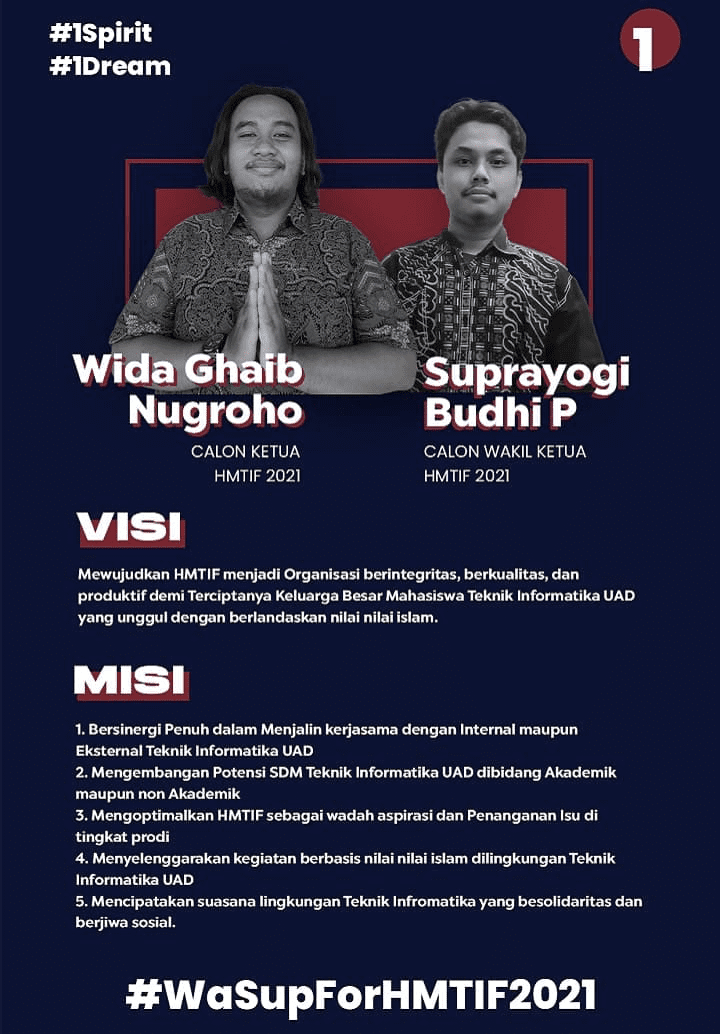 #1Spirit
#1Dream
1
Wida Ghaib
Nugroho
CALON KETUA
HMTIF 2021
Suprayogi
Budhi P
CALON WAKIL KETUA
HMTIF 2021
VISI
Mewujudkan HMTIF menjadi Organisasi berintegritas, berkualitas, dan
produktif demi Terciptanya Keluarga Besar Mahasiswa Teknik Informatika UAD
yang unggul dengan berlandaskan nilai nilai islam.
MISI
1. Bersinergi Penuh dalam Menjalin kerjasama dengan Internal maupun
Eksternal Teknik Informatika UAD
2. Mengembangan Potensi SDM Teknik Informatika UAD dibidang Akademik
maupun non Akademik
3. Mengoptimalkan HMTIF sebagai wadah aspirasi dan Penanganan Isu di
tingkat prodi
4. Menyelenggarakan kegiatan berbasis nilai nilai islam dilingkungan Teknik
Informatika UAD
5. Mencipatakan suasana lingkungan Teknik Infromatika yang besolidaritas dan
berjiwa sosial.
#WaSupForHMTIF2021